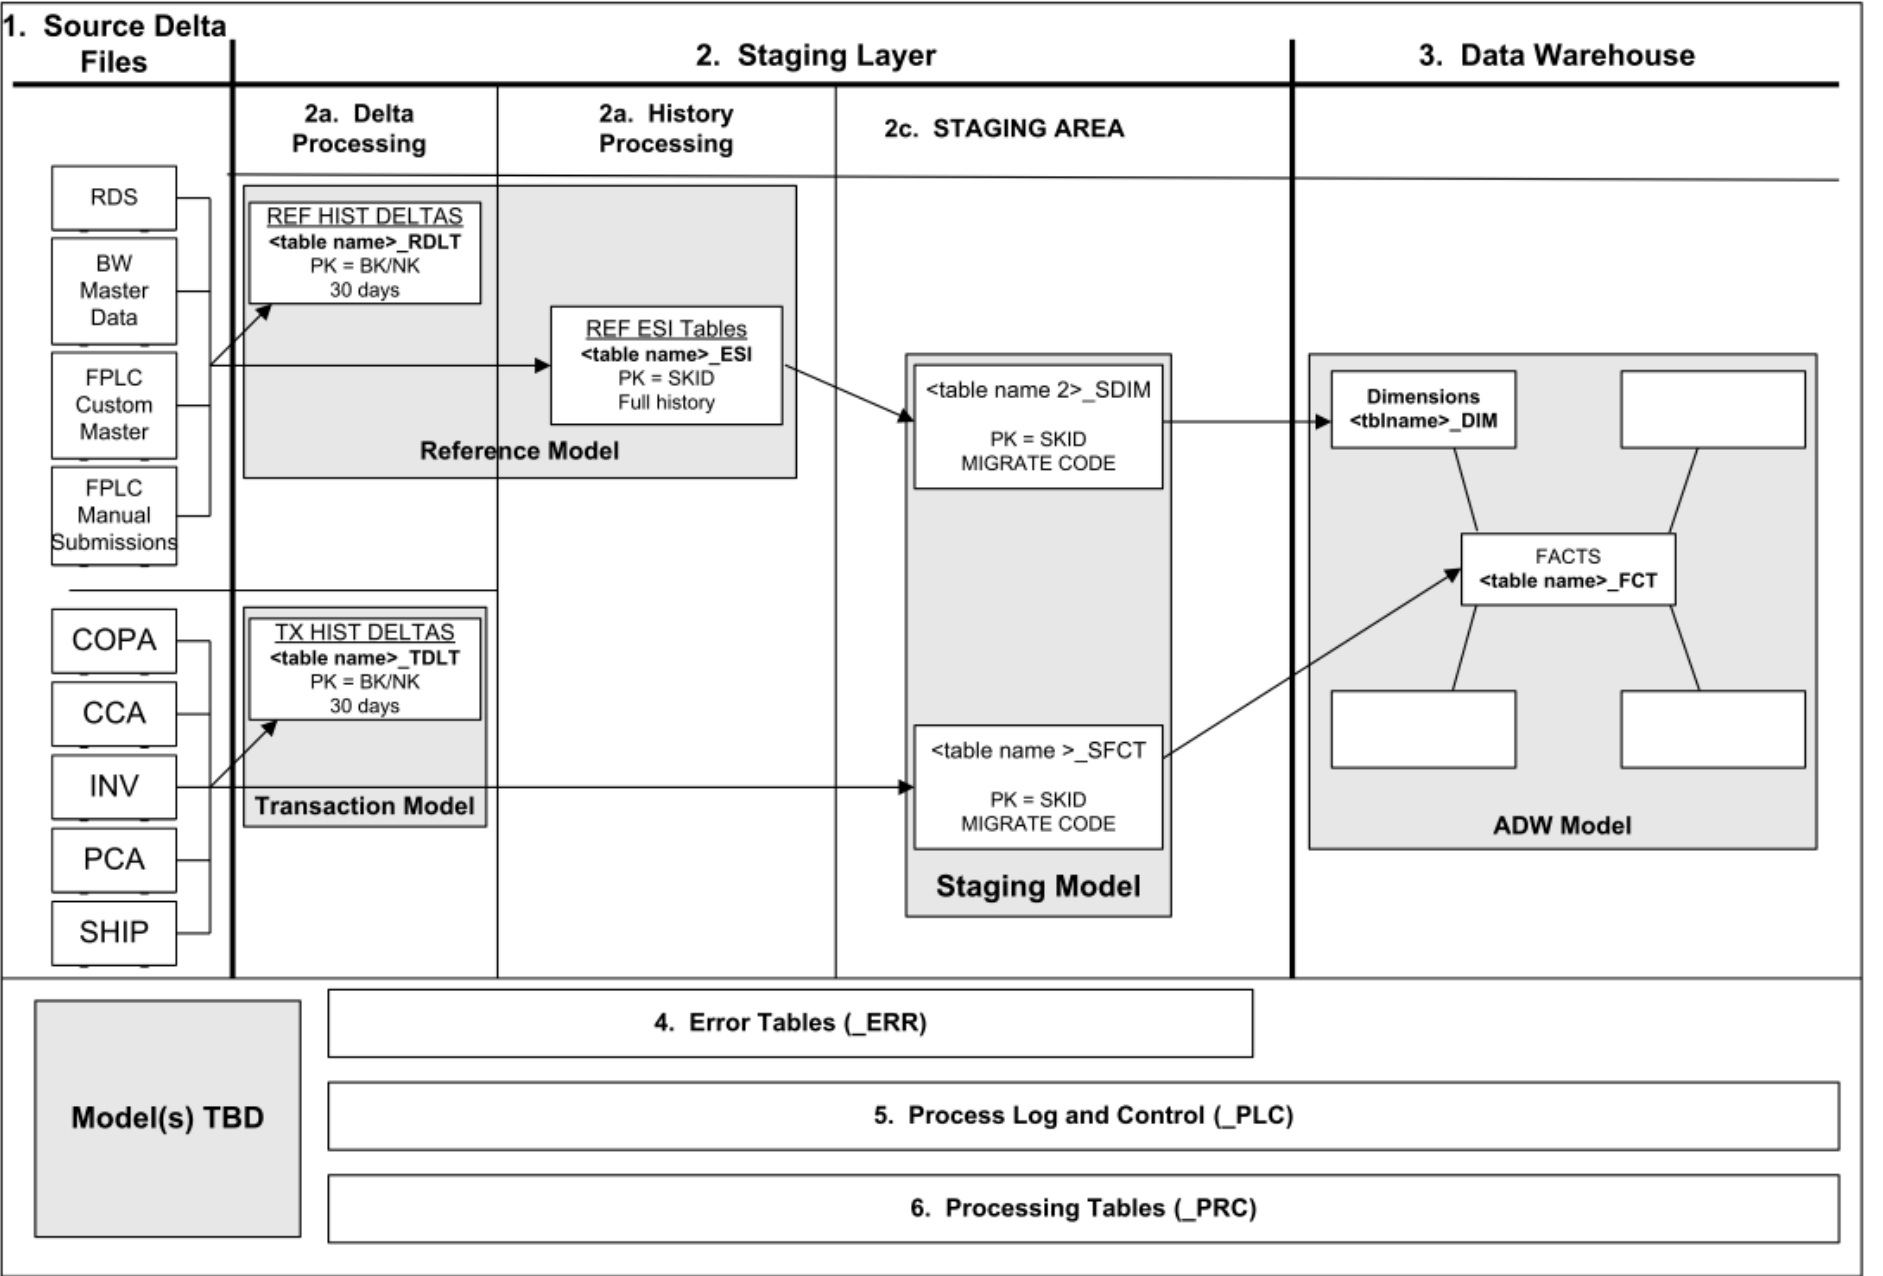 1.  Source Delta
Files
2.  Staging Layer
3.  Data Warehouse
2a.  Delta
Processing
2a.  History
Processing
2c.  STAGING AREA
RDS
BW
Master
Data
FPLC
Custom
Master
FPLC
Manual
Submissions
REF HIST DELTAS
<table name>_RDLT
PK = BK/NK
30 days
REF ESI Tables
<table name>_ESI
PK = SKID
Full history
Reference Model
<table name 2>_SDIM
PK = SKID
MIGRATE CODE
Dimensions
<tblname>_DIM
FACTS
<table name>_FCT
COPA
CCA
INV
PCA
SHIP
TX HIST DELTAS
<table name>_TDLT
PK = BK/NK
30 days
Transaction Model
<table name >_SFCT
PK = SKID
MIGRATE CODE
Staging Model
ADW Model
Model(s) TBD
4.  Error Tables (_ERR)
5.  Process Log and Control (_PLC)
6.  Processing Tables (_PRC)